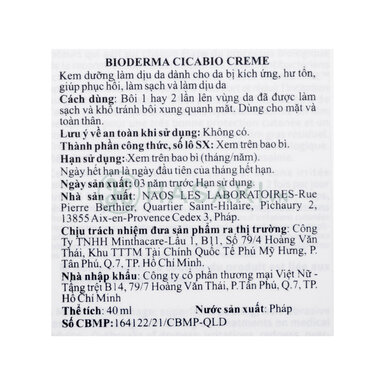 BIODERMA CICABIO CREME
Kem dưỡng làm dịu da dành cho da bị kích ứng, hư tổn,
giúp phục hồi, làm sạch và làm dịu da
Cách dùng: Bôi 1 hay 2 lần lên vùng da đã được làm
sạch và khô tránh bôi xung quanh mắt. Dùng cho mặt và
toàn thân.
Lưu ý về an toàn khi sử dụng: Không có.
Thành phần công thức, số lô SX: Xem trên bao bì.
Hạn sử dụng: Xem trên bao bì (tháng/năm).
Ngày hết hạn là ngày đầu tiên của tháng hết hạn.
Ngày sản xuất: 3 năm trước Hạn sử dụng.
Nhà sản xuất: NAOS LES LABORATOIRES-Rue
Pierre Berthier, Quartier Saint-Hilaire, Pichaury 2,
13855 Aix-en-Provence Cedex 3, Pháp.
Chịu trách nhiệm đưa sản phẩm ra thị trường: Công
Ty TNHH Minthacare-Lầu 1, B11, Số 79/4 Hoàng Văn
Thái, Khu TTTM Tài Chính Quốc Tế Phú Mỹ Hưng, P.
Tân Phú, Q.7, TP. Hồ Chí Minh.
Nhà nhập khẩu: Công ty cổ phần thương mại Việt Nữ -
Tầng trệt B14, 79/7 Hoàng Văn Thái, P.Tân Phú, Q.7, TP.
Hồ Chí Minh
Thể tích: 40 ml Nước sản xuất: Pháp
Số CBMP:164122/21/CBMP-QLD